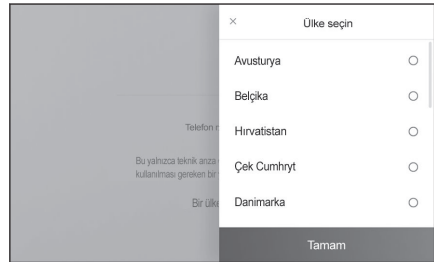 × Ülke seçin
Avusturya
Belçika
Hırvatistan
Çek Cumhryt
Danimarka
Tamam
Telefon
Bu yalnızca teknik arıza
kullanılması gereken bir
Bir ülke